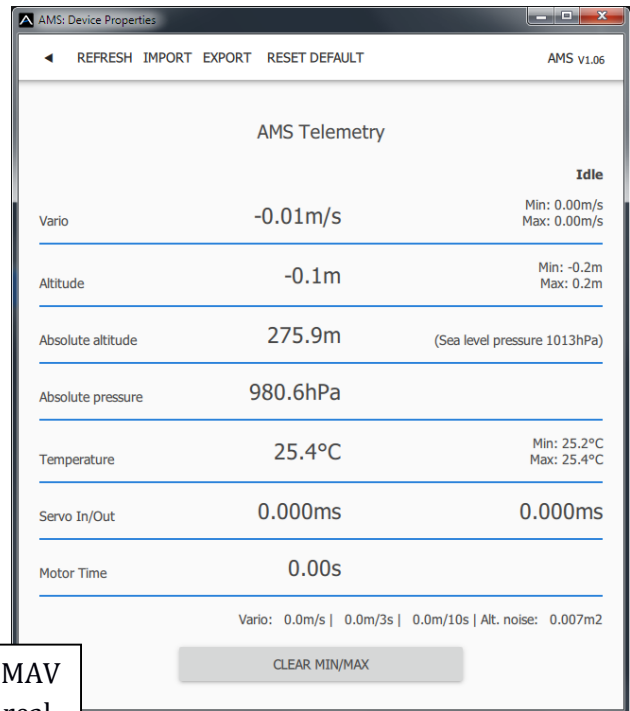 AMS: Device Properties
◄ REFRESH IMPORT EXPORT RESET DEFAULT AMS V1.06
AMS Telemetry
Idle
Vario -0.01m/s Min: 0.00m/s
Max: 0.00m/s
Altitude -0.1m Min: -0.2m
Max: 0.2m
Absolute altitude 275.9m (Sea level pressure 1013hPa)
Absolute pressure 980.6hPa
Temperature 25.4°C Min: 25.2°C
Max: 25.4°C
Servo In/Out 0.000ms 0.000ms
Motor Time 0.00s
Vario: 0.0m/s | 0.0m/3s | 0.0m/10s | Alt. noise: 0.007m2
CLEAR MIN/MAX
MAV
real